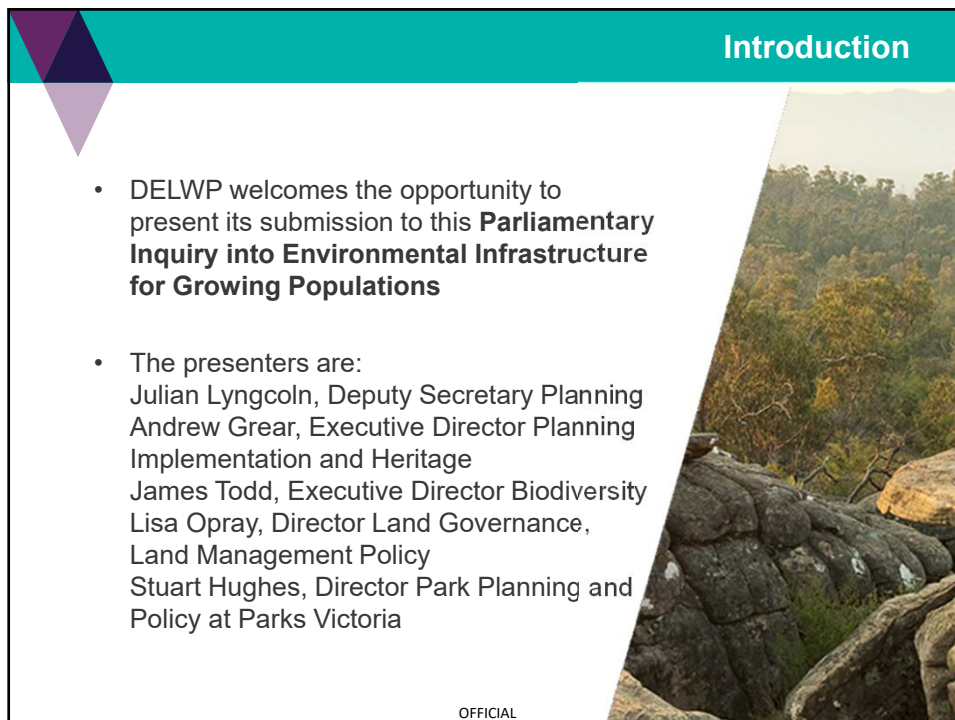 Introduction
• DELWP welcomes the opportunity to
present its submission to this Parliamentary
Inquiry into Environmental Infrastructure
for Growing Populations
• The presenters are:
Julian Lyngcoln, Deputy Secretary Planning
Andrew Grear, Executive Director Planning
Implementation and Heritage
James Todd, Executive Director Biodiversity
Lisa Opray, Director Land Governance,
Land Management Policy
Stuart Hughes, Director Park Planning and
Policy at Parks Victoria
OFFICIAL